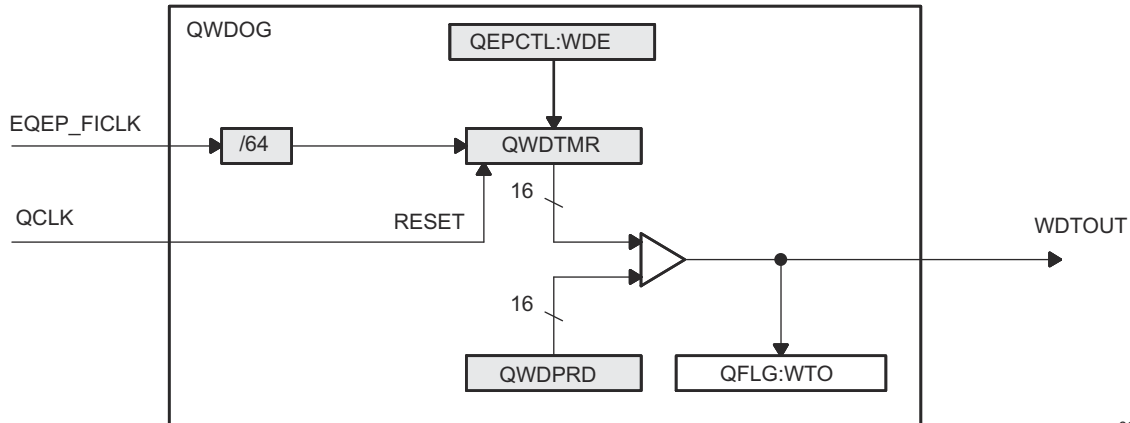 QWDOG
QEPCTL:WDE
EQEP_FICLK
/64
QWDTMR
16
QCLK
RESET
WDTOUT
16
QWDPRD
QFLG:WTO